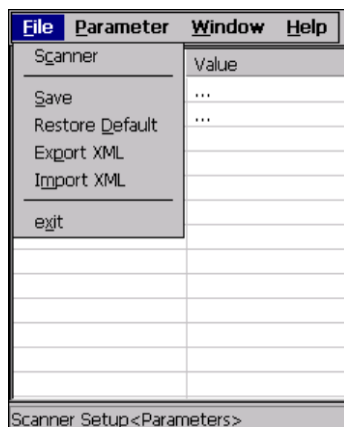 File Parameter Window Help
Scanner
Value
Save
...
Restore Default
...
Export XML
Import XML
exit
Scanner Setup<Parameters>